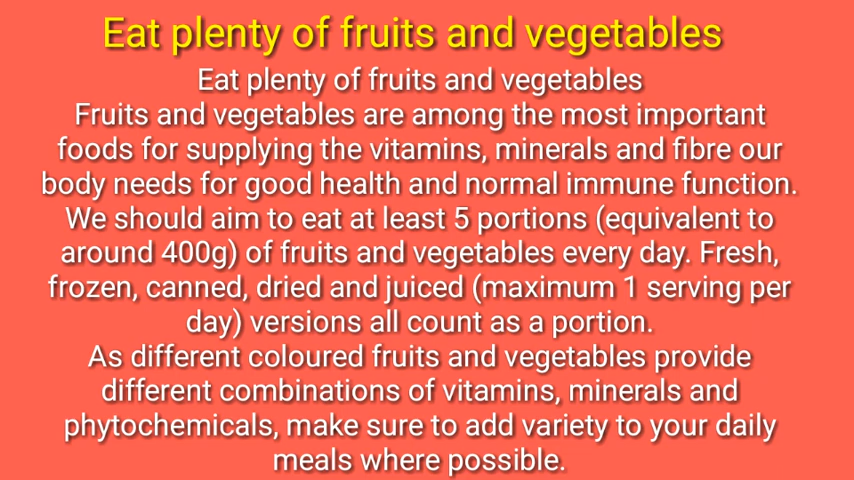 Eat plenty of fruits and vegetables
Eat plenty of fruits and vegetables
Fruits and vegetables are among the most important
foods for supplying the vitamins, minerals and fibre our
body needs for good health and normal immune function.
We should aim to eat at least 5 portions (equivalent to
around 400g) of fruits and vegetables every day. Fresh,
frozen, canned, dried and juiced (maximum 1 serving per
day) versions all count as a portion.
As different coloured fruits and vegetables provide
different combinations of vitamins, minerals and
phytochemicals, make sure to add variety to your daily
meals where possible.